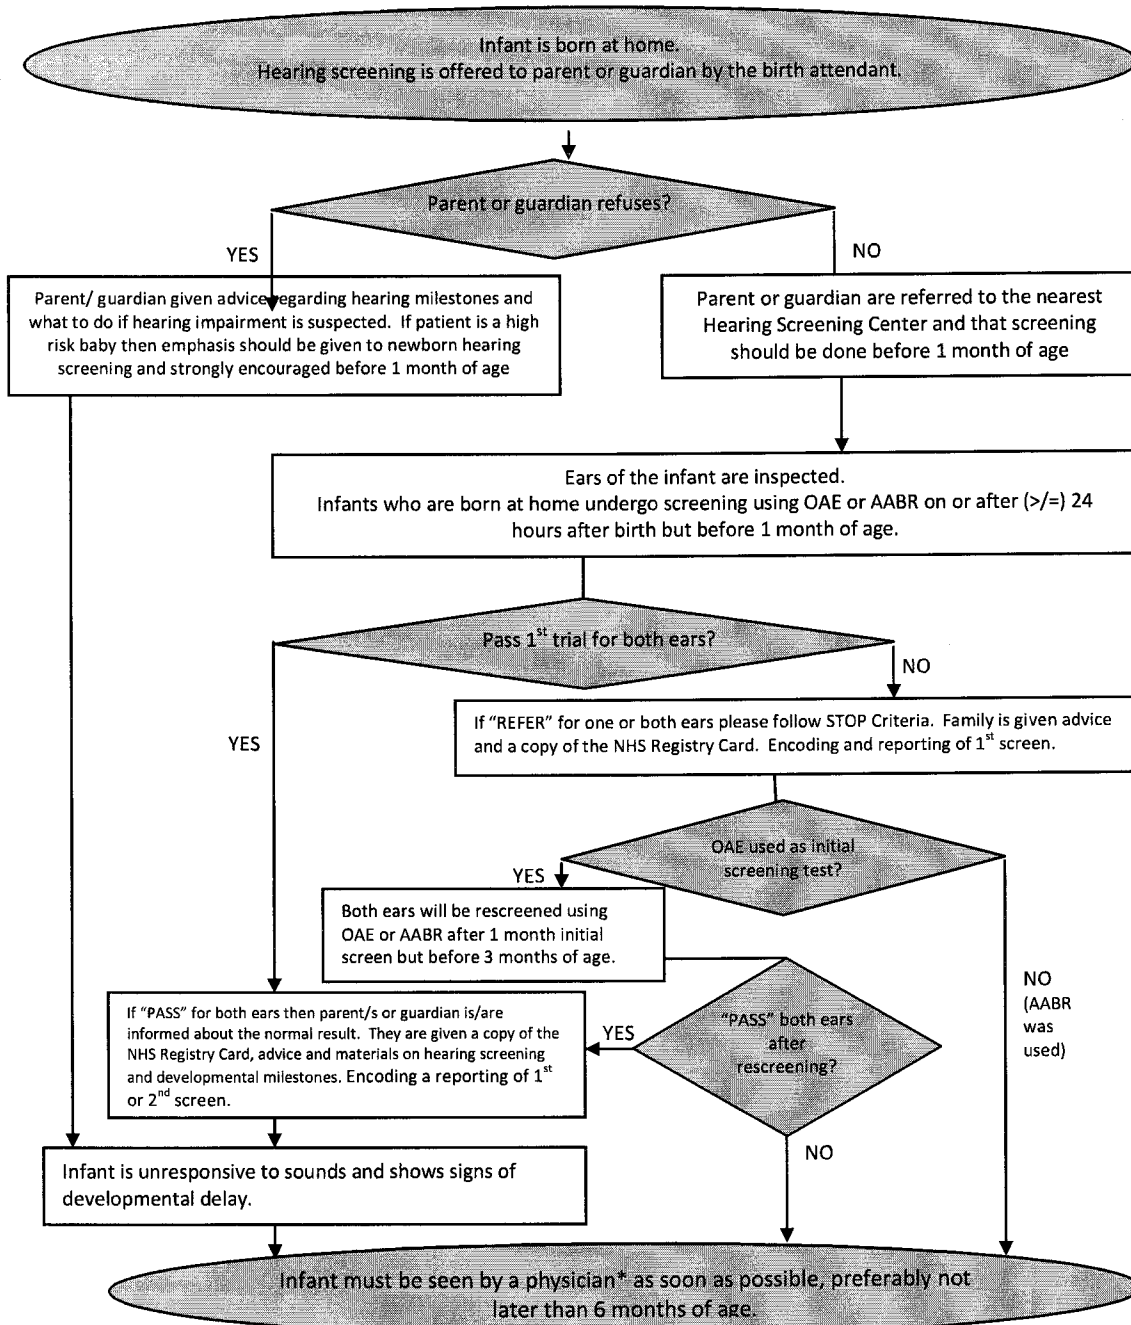 Infant is born at home.
Hearing screening is offered to parent or guardian by the birth attendant.
Parent or guardian refuses?
YES
NO
Parent/ guardian given advice regarding hearing milestones and
what to do if hearing impairment is suspected. If patient is a high
risk baby then emphasis should be given to newborn hearing
screening and strongly encouraged before 1 month of age
Parent or guardian are referred to the nearest
Hearing Screening Center and that screening
should be done before 1 month of age
Ears of the infant are inspected.
Infants who are born at home undergo screening using OAE or AABR on or after (>/=) 24
hours after birth but before 1 month of age.
Pass 1st trial for both ears?
NO
YES
If “REFER” for one or both ears please follow STOP Criteria. Family is given advice
and a copy of the NHS Registry Card. Encoding and reporting of 1st screen.
OAE used as initial
screening test?
YES
Both ears will be rescreened using
OAE or AABR after 1 month initial
screen but before 3 months of age.
NO
(AABR
was
used)
If “PASS” for both ears then parent/s or guardian is/are
informed about the normal result. They are given a copy of the
NHS Registry Card, advice and materials on hearing screening
and developmental milestones. Encoding a reporting of 1st
or 2nd screen.
YES
“PASS” both ears
after
rescreening?
NO
Infant is unresponsive to sounds and shows signs of
developmental delay.
Infant must be seen by a physician* as soon as possible, preferably not
later than 6 months of age.